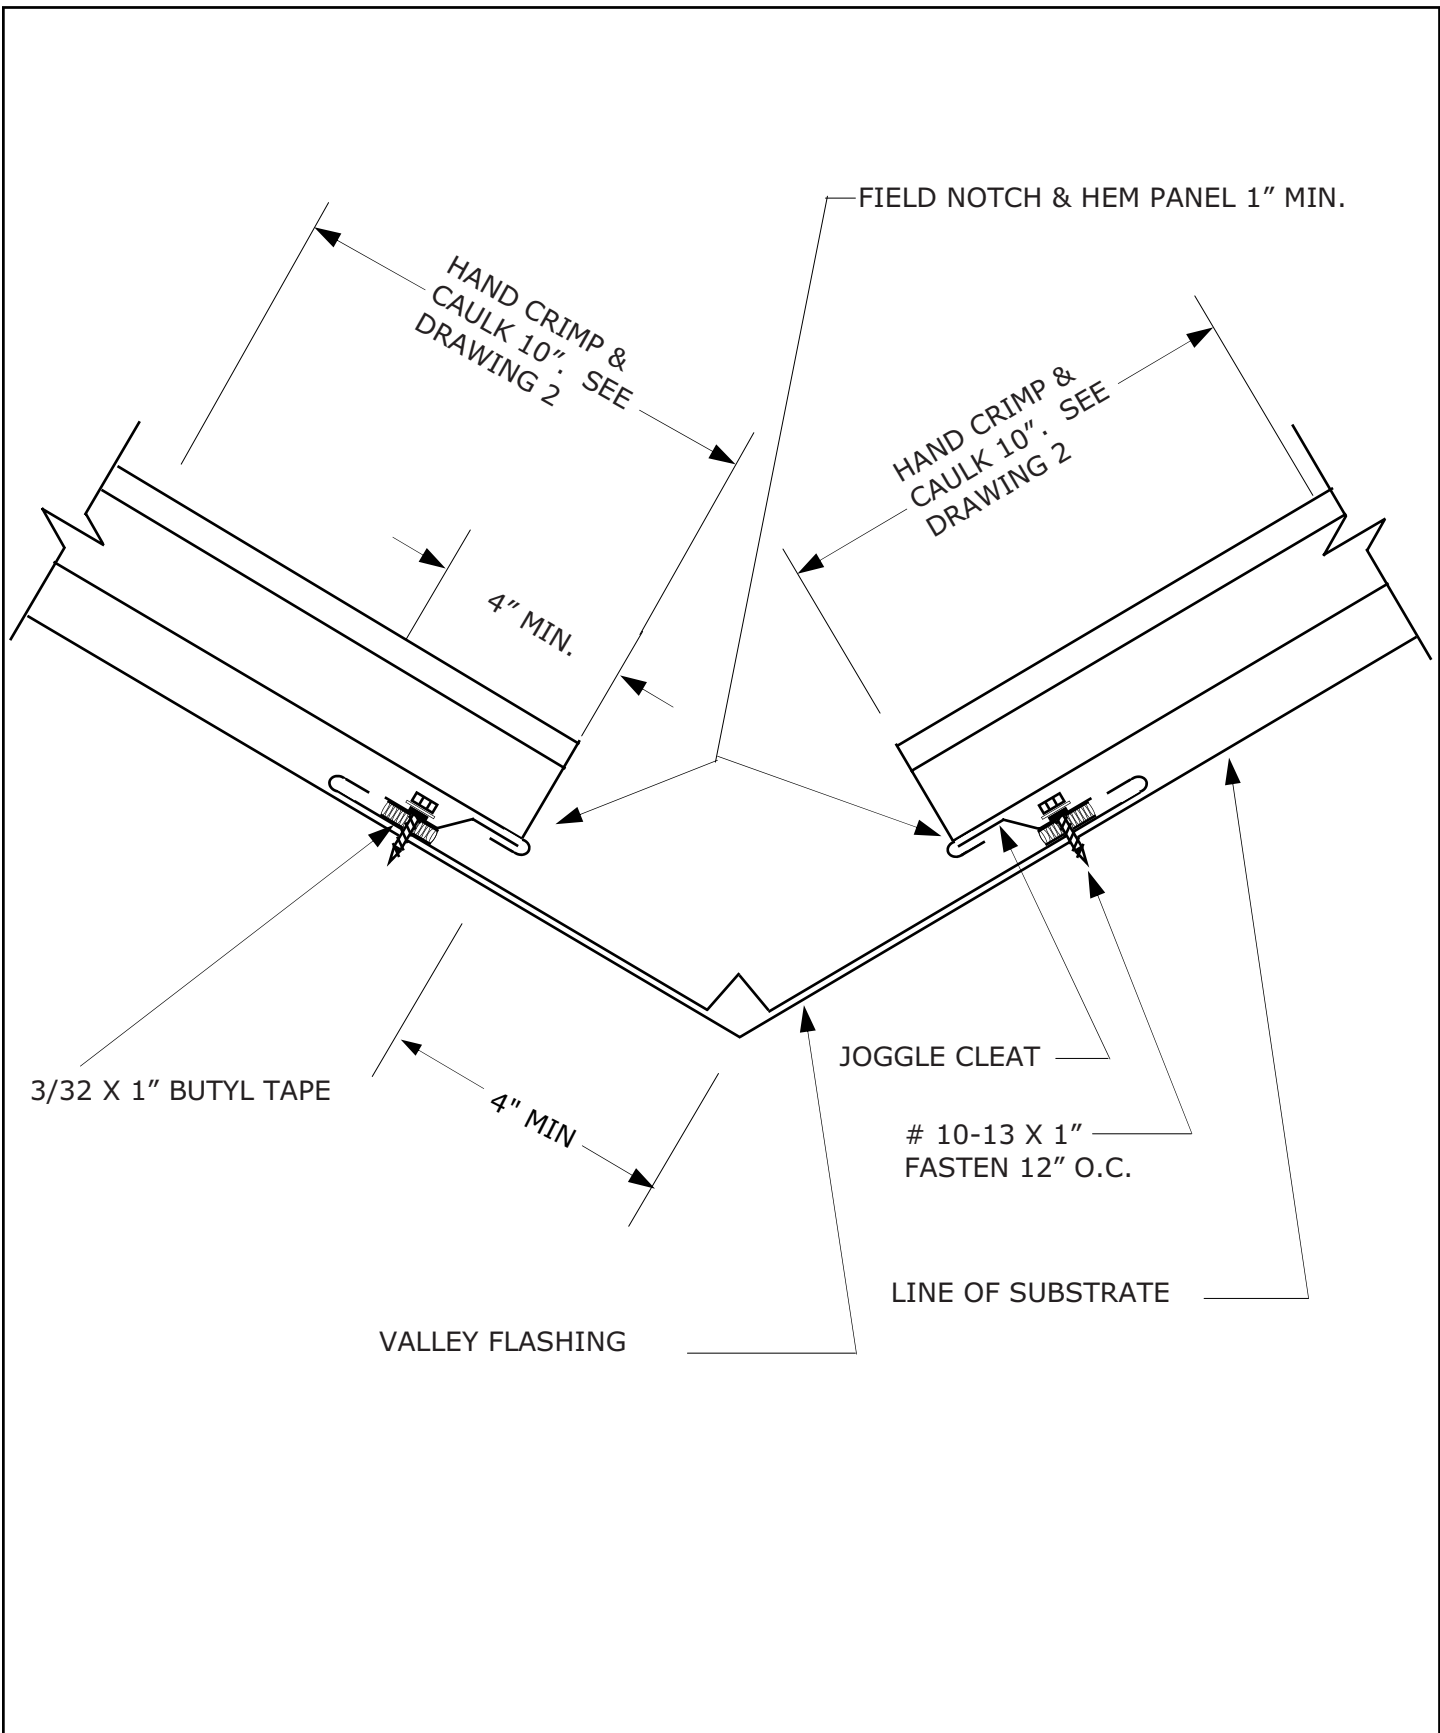 FIELD NOTCH & HEM PANEL 1” MIN.
HAND CRIMP &
CAULK 10”.  SEE
DRAWING 2
HAND CRIMP &
CAULK 10”.  SEE
DRAWING 2
4” MIN.
JOGGLE CLEAT
3/32 X 1” BUTYL TAPE
4" MIN
# 10-13 X 1”
FASTEN 12” O.C.
LINE OF SUBSTRATE
VALLEY FLASHING